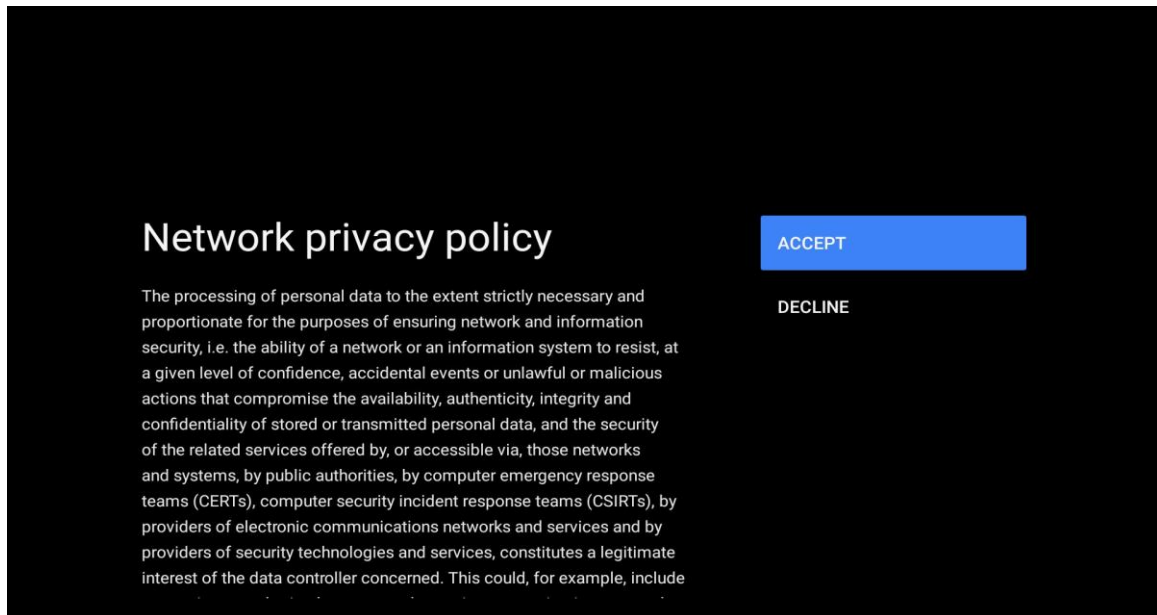 Network privacy policy
The processing of personal data to the extent strictly necessary and
proportionate for the purposes of ensuring network and information
security, i.e. the ability of a network or an information system to resist, at
a given level of confidence, accidental events or unlawful or malicious
actions that compromise the availability, authenticity, integrity and
confidentiality of stored or transmitted personal data, and the security
of the related services offered by, or accessible via, those networks
and systems, by public authorities, by computer emergency response
teams (CERTs), computer security incident response teams (CSIRTs), by
providers of electronic communications networks and services and by
providers of security technologies and services, constitutes a legitimate
interest of the data controller concerned. This could, for example, include
ACCEPT
DECLINE